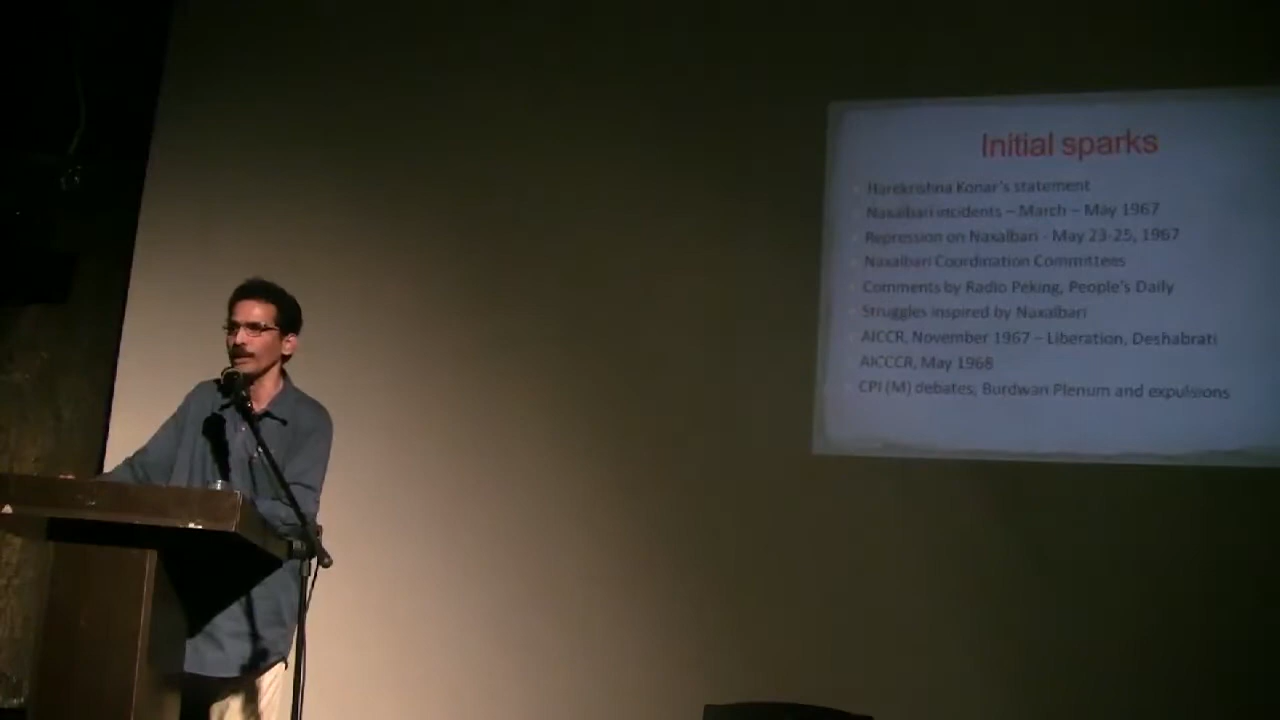 Initial sparks
Harekrishna Konar's statement
Naxalbari incidents – March – May 1967
Repression on Naxalbari - May 23-25, 1967
Naxalbari Coordination Committees
Comments by Radio Peking, People's Daily
Struggles inspired by Naxalbari
AICCR, November 1967 – Liberation, Deshabrati
AICCCR, May 1968
CPI (M) debates, Burdwan Plenum and expulsions